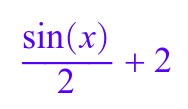 sin(x)/2 + 2